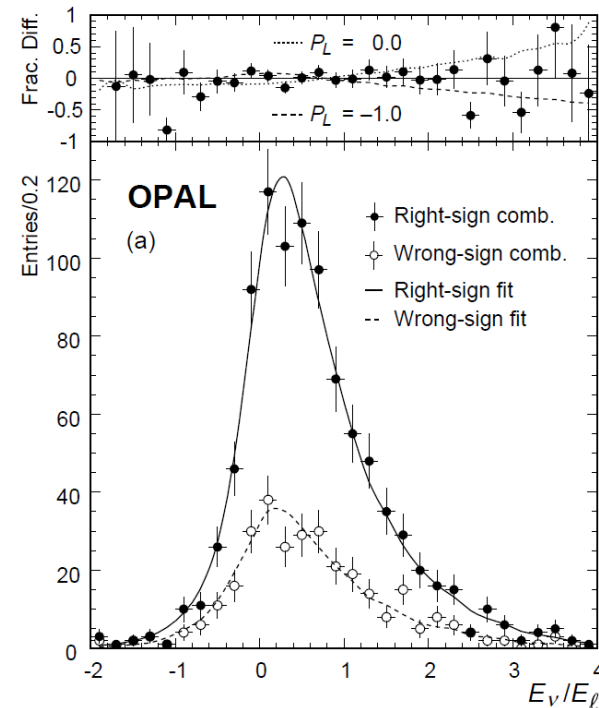 Frac. Diff.
1
0.5
0
-0.5
-1
P_L = 0.0
P_L = −1.0
Entries/0.2
120
100
80
60
40
20
0
OPAL
(a)
Right-sign comb.
Wrong-sign comb.
Right-sign fit
Wrong-sign fit
-2 -1 0 1 2 3 4
E_ν/E_ℓ